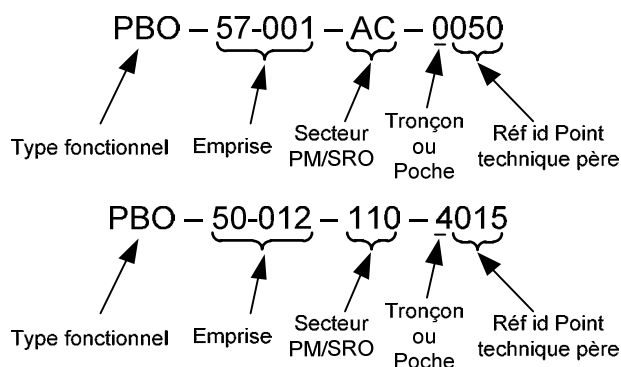 PBO – 57-001 – AC – 0050
Type fonctionnel
Emprise
Secteur
PM/SRO
Tronçon
ou
Poche
Réf id Point
technique père
PBO – 50-012 – 110 – 4015
Type fonctionnel
Emprise
Secteur
PM/SRO
Tronçon
ou
Poche
Réf id Point
technique père